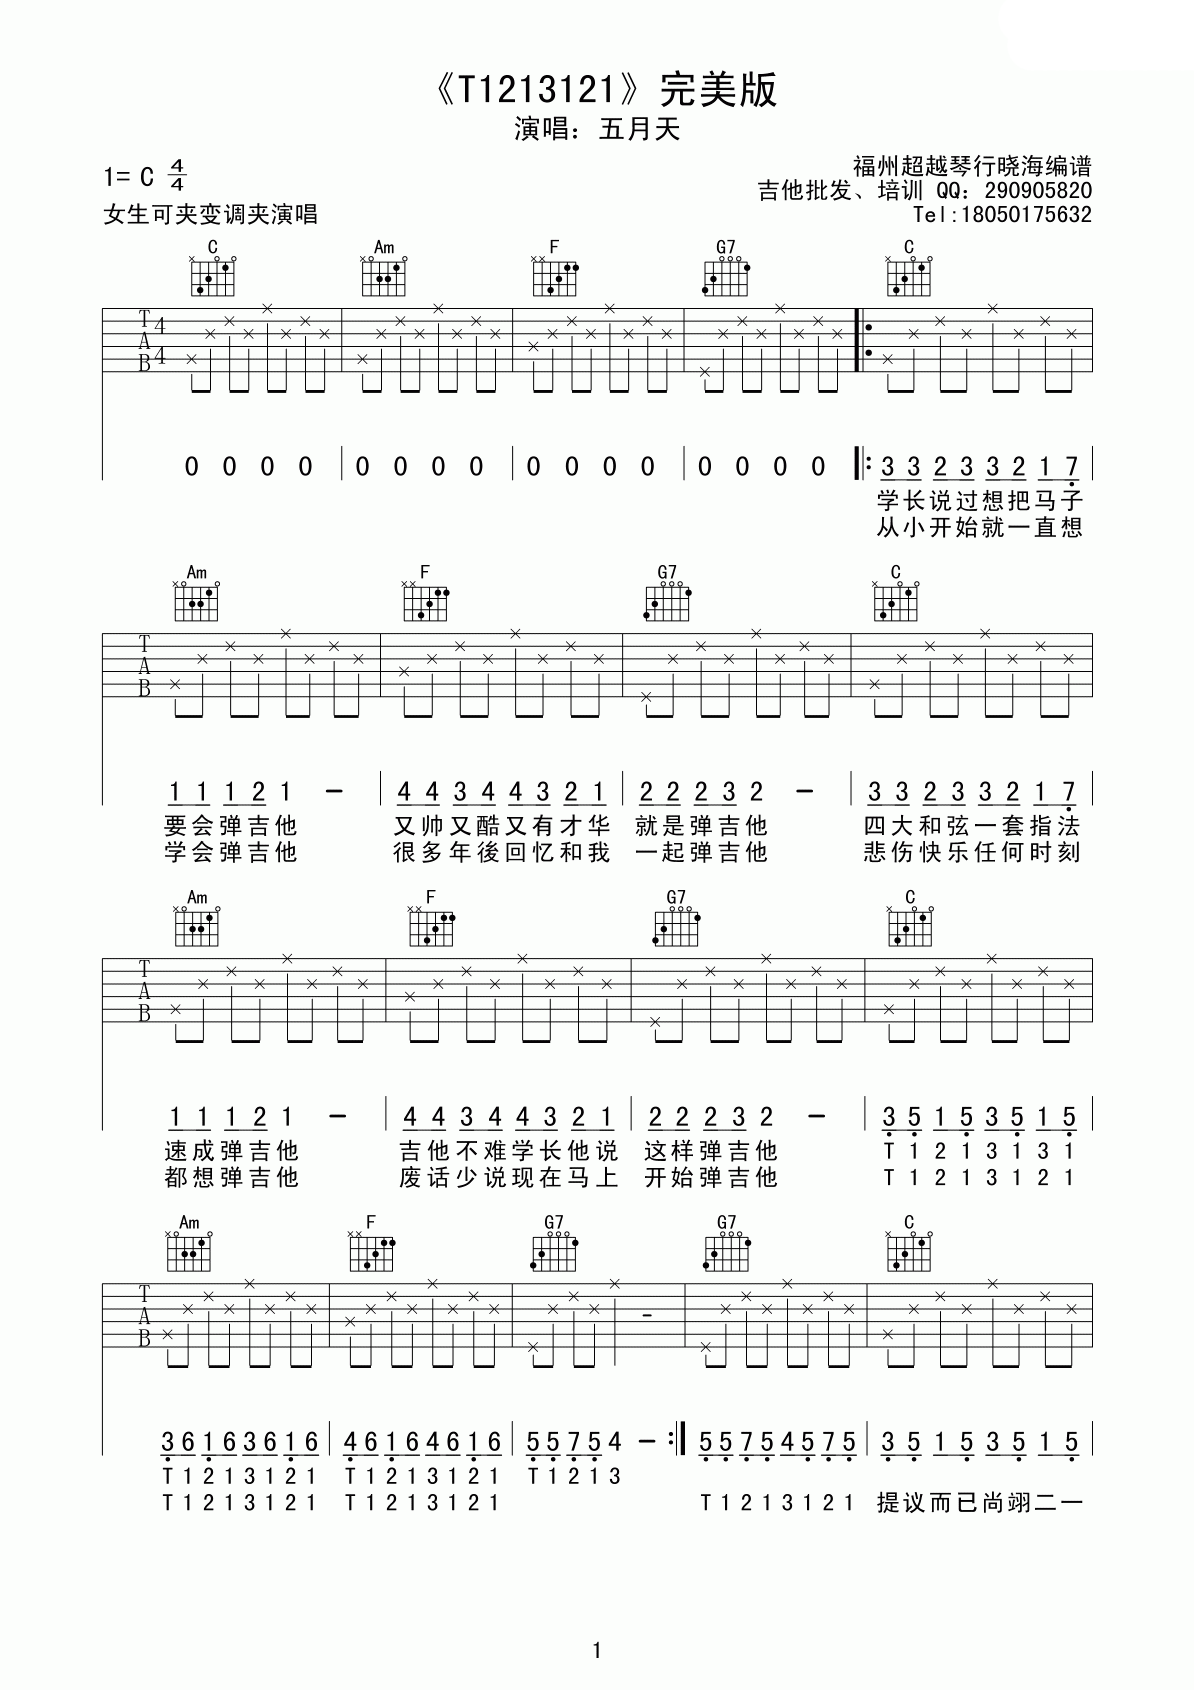 《T1213121》完美版
演唱：五月天
1= C 4/4
福州超越琴行晓海编谱
吉他批发、培训 QQ：290905820
女生可夹变调夹演唱
Tel:18050175632
C Am F G7 C
T A B 4 4
0 0 0 0 0 0 0 0 0 0 0 0 0 0 0 0 3 3 2 3 3 2 1 7
学长说过想把马子
从小开始就一直想
Am F G7 C
T A B
1 1 1 2 1 - 4 4 3 4 4 3 2 1 2 2 2 3 2 - 3 3 2 3 3 2 1 7
要会弹吉他 又帅又酷又有才华 就是弹吉他 四大和弦一套指法
学会弹吉他 很多年後回忆和我 一起弹吉他 悲伤快乐任何时刻
Am F G7 C
T A B
1 1 1 2 1 - 4 4 3 4 4 3 2 1 2 2 2 3 2 - 3 5 1 5 3 5 1 5
速成弹吉他 吉他不难学长他说 这样弹吉他 T 1 2 1 3 1 3 1
都想弹吉他 废话少说现在马上 开始弹吉他 T 1 2 1 3 1 2 1
Am F G7 G7 C
T A B
3 6 1 6 3 6 1 6 4 6 1 6 4 6 1 6 5 5 7 5 4 - 5 5 7 5 4 5 7 5 3 5 1 5 3 5 1 5
T 1 2 1 3 1 2 1 T 1 2 1 3 1 2 1 T 1 2 1 3
T 1 2 1 3 1 2 1 T 1 2 1 3 1 2 1 T 1 2 1 3 1 2 1 提议而已尚翊二一
1